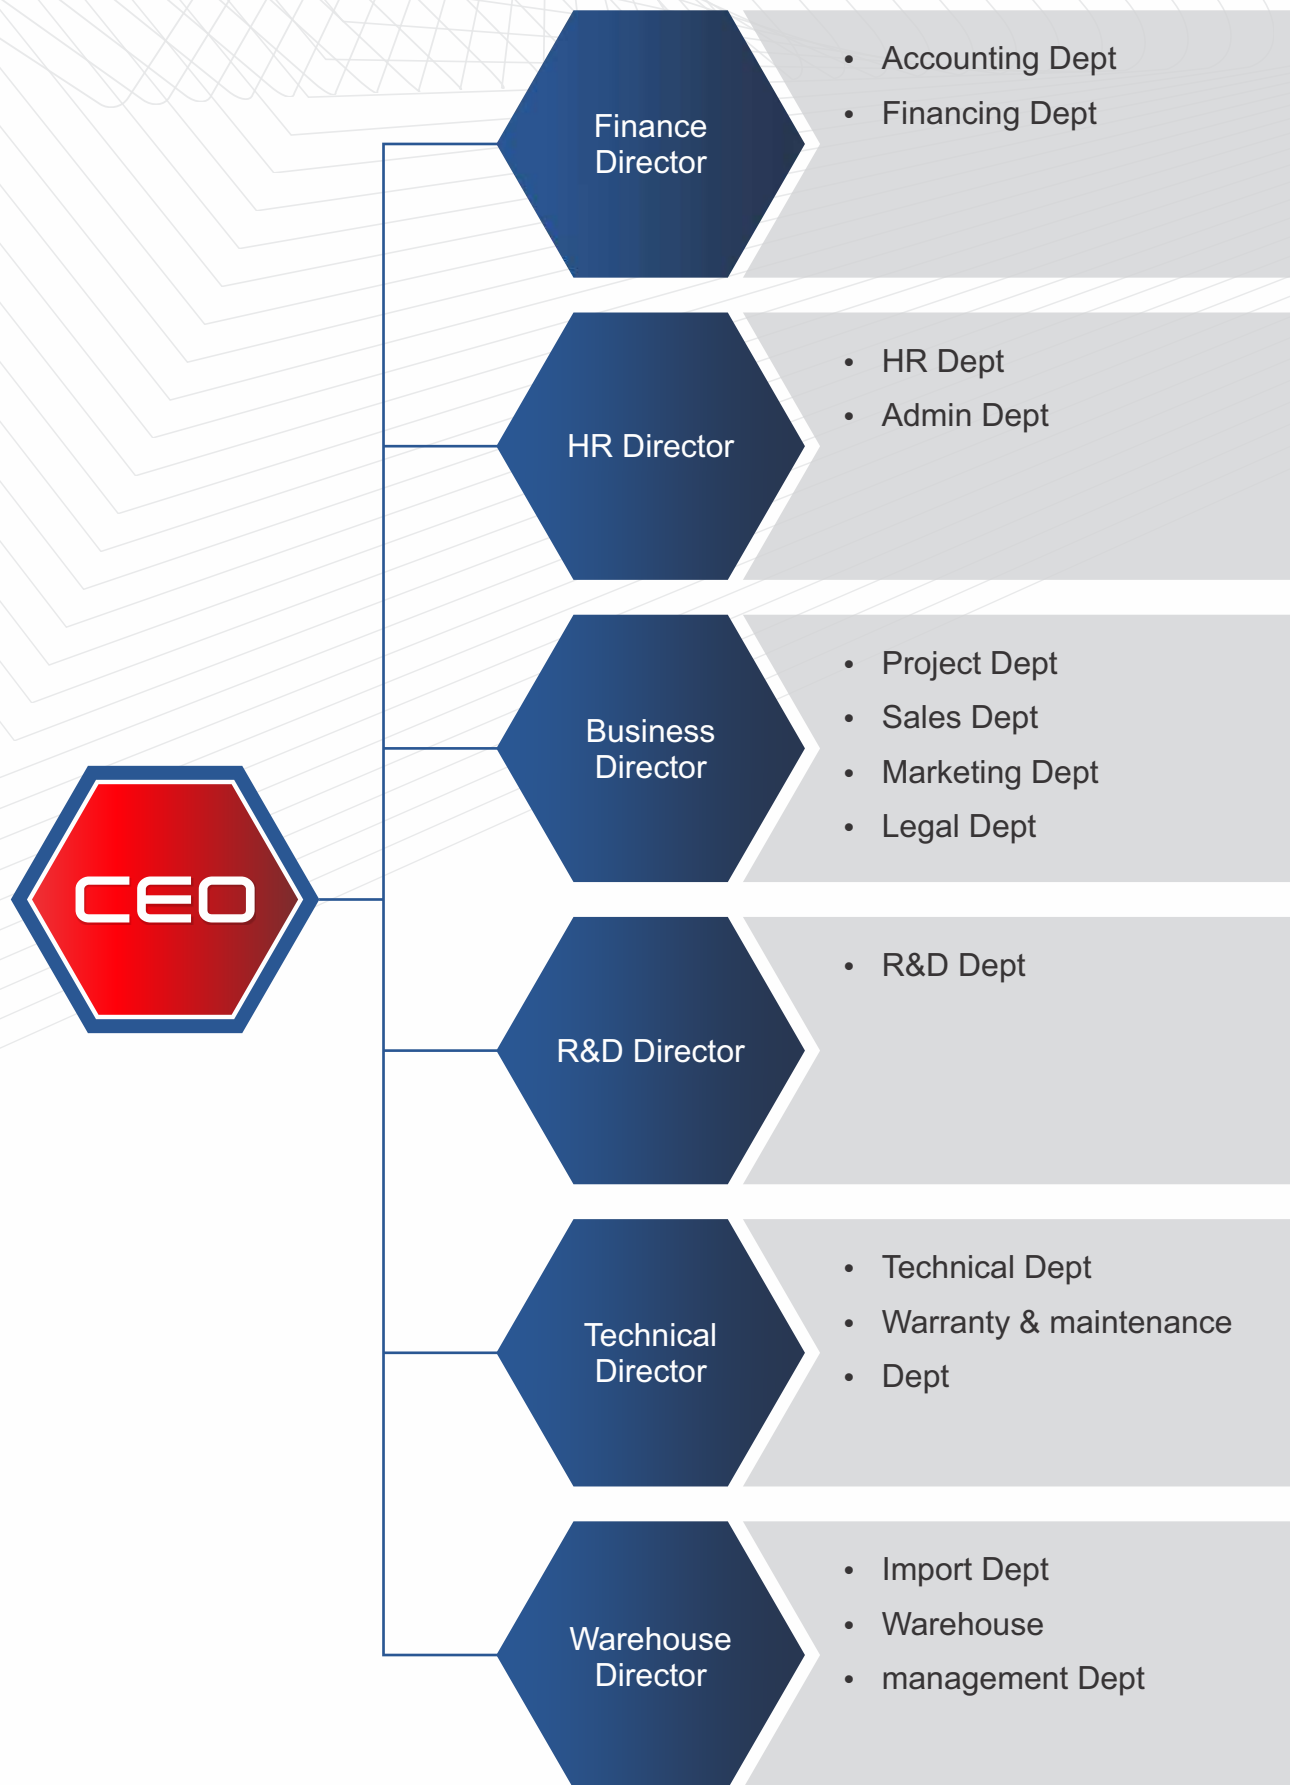 CEO
Finance
Director
• Accounting Dept
• Financing Dept
HR Director
• HR Dept
• Admin Dept
Business
Director
• Project Dept
• Sales Dept
• Marketing Dept
• Legal Dept
R&D Director
• R&D Dept
Technical
Director
• Technical Dept
• Warranty & maintenance
• Dept
Warehouse
Director
• Import Dept
• Warehouse
• management Dept